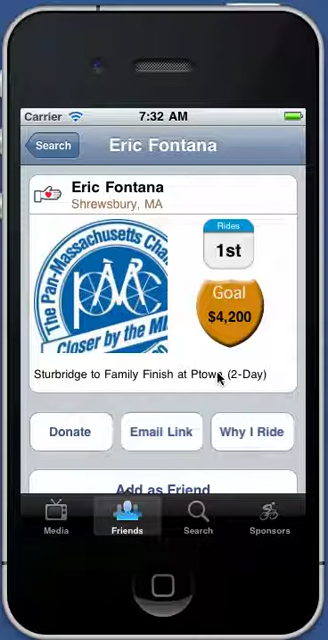 Carrier 7:32 AM
Search Eric Fontana
Eric Fontana
Shrewsbury, MA
The Pan-Massachusetts Cha
PMC
Closer by the Mi
Rides
1st
Goal
$4,200
Sturbridge to Family Finish at Ptown (2-Day)
Donate Email Link Why I Ride
Add as Friend
Media Friends Search Sponsors